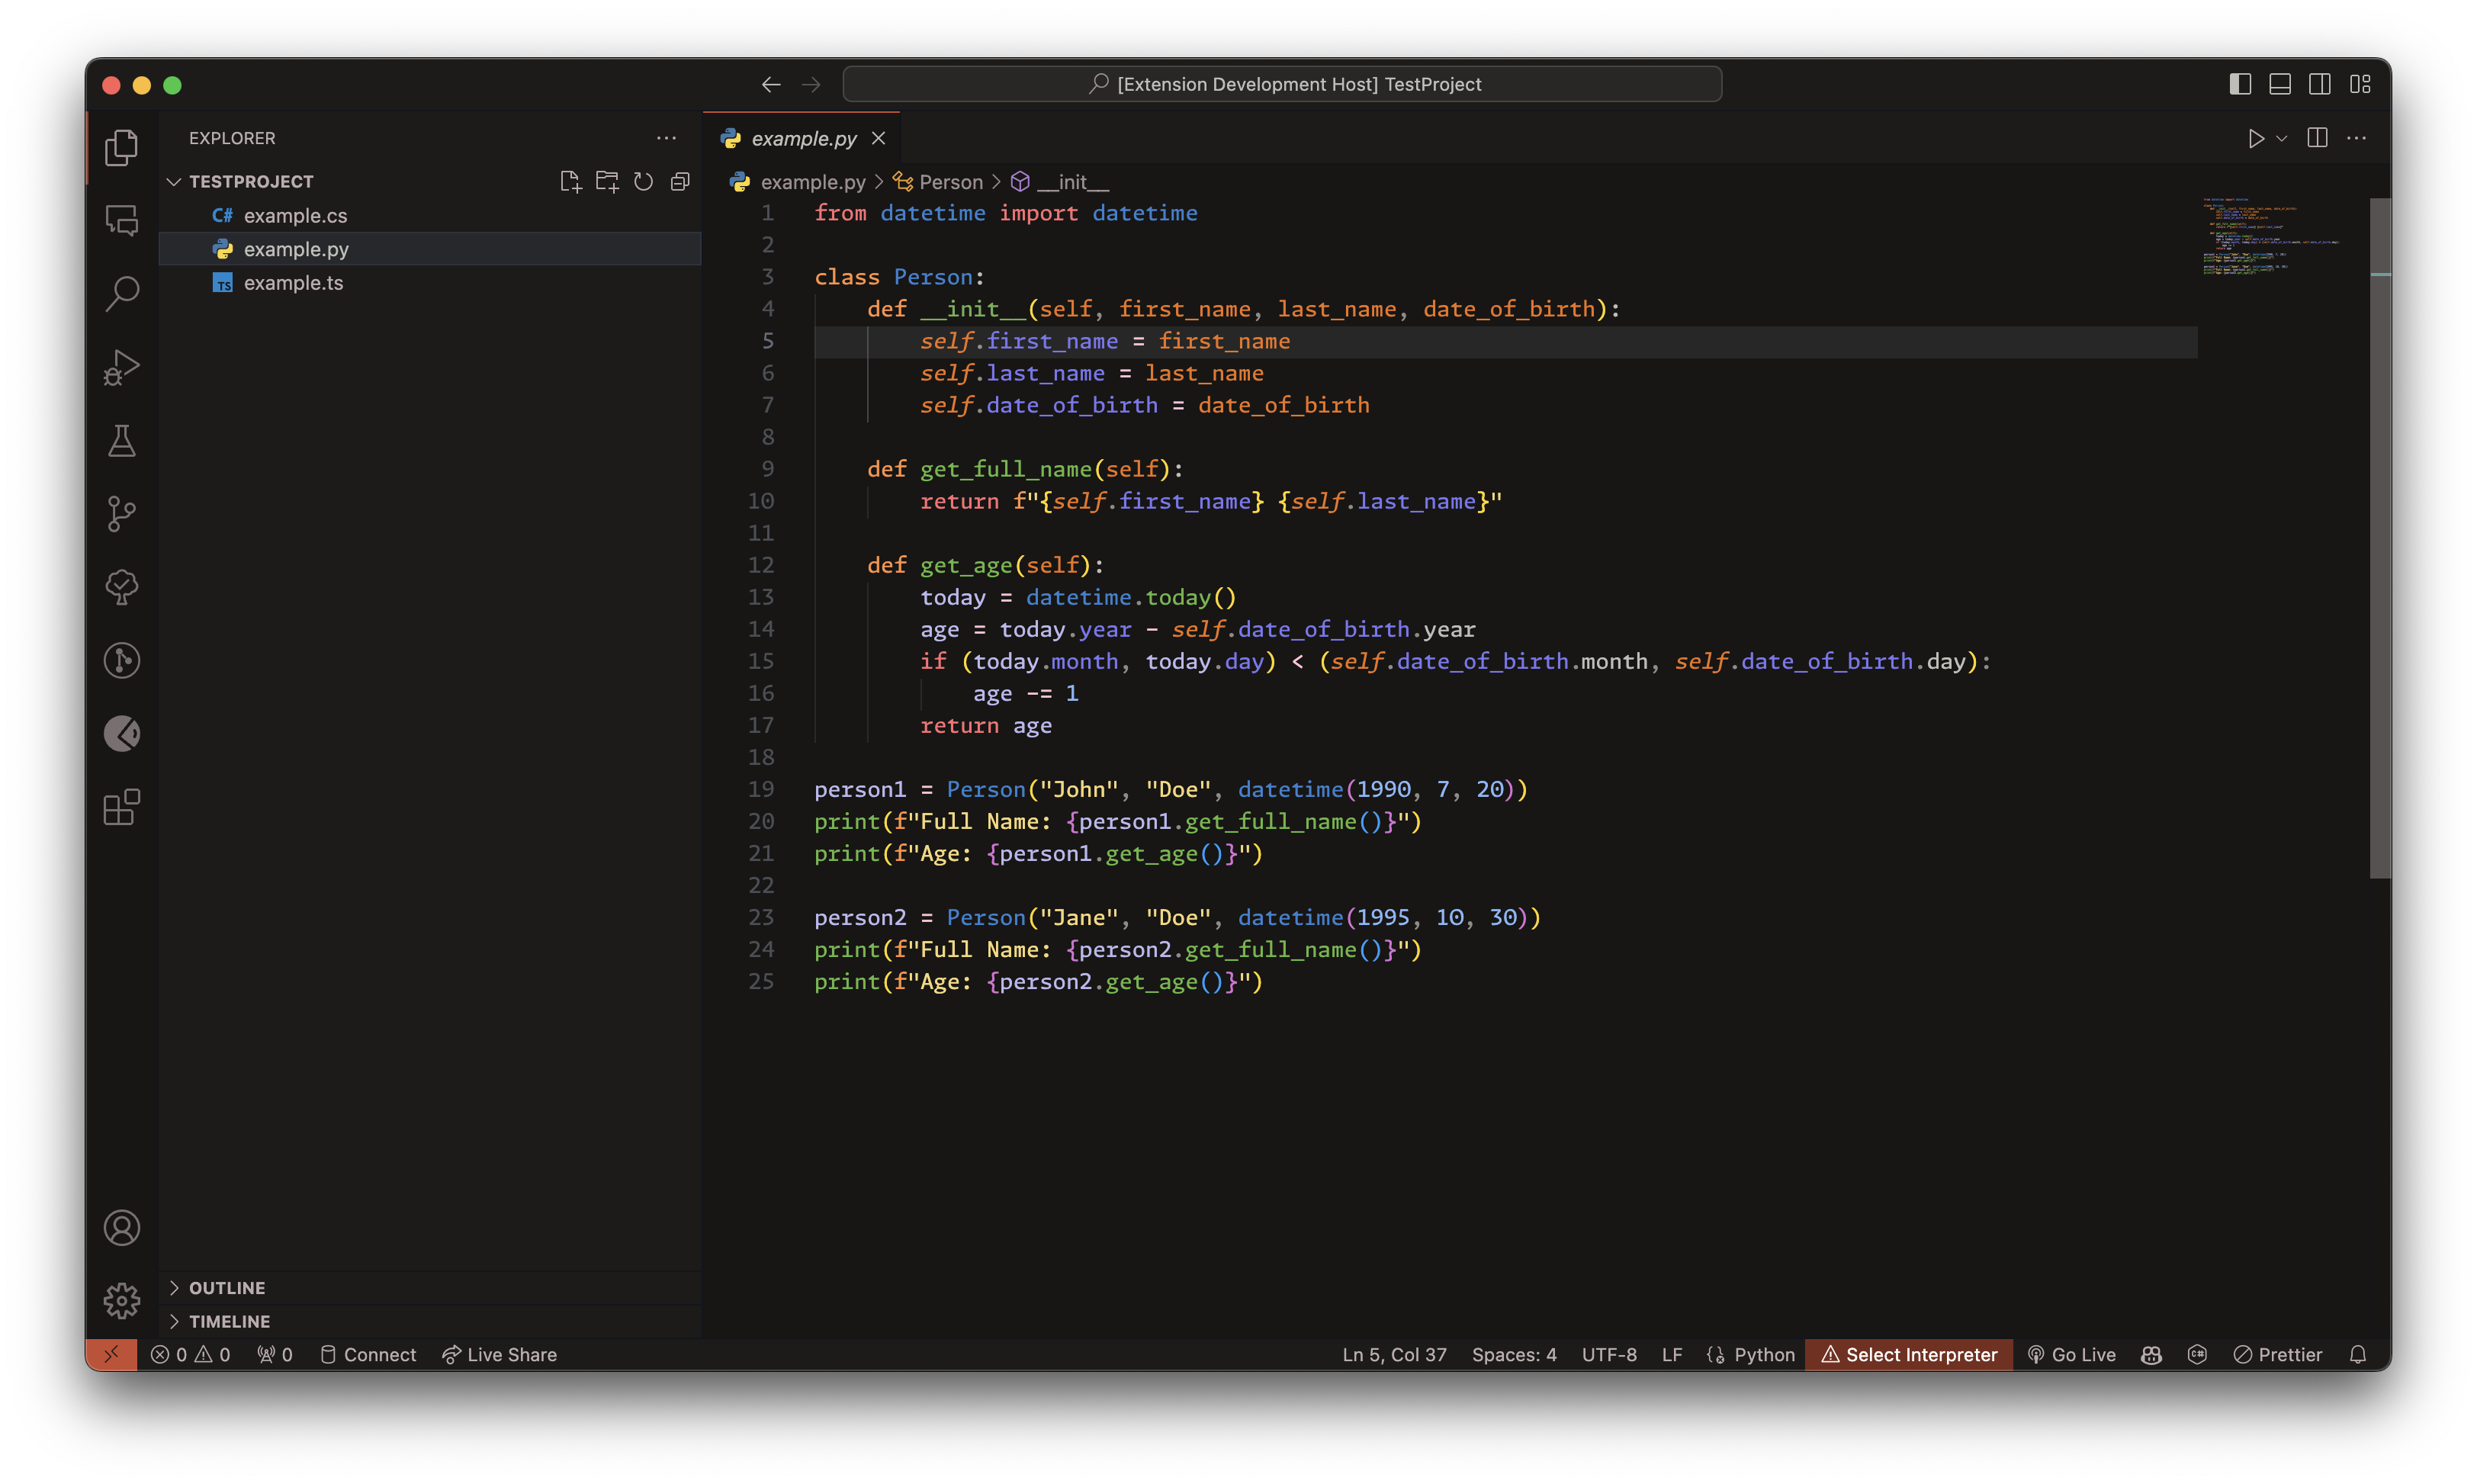 [Extension Development Host] TestProject
EXPLORER
TESTPROJECT
C# example.cs
example.py
TS example.ts
OUTLINE
TIMELINE
example.py
example.py > Person > __init__
1 from datetime import datetime
2
3 class Person:
4     def __init__(self, first_name, last_name, date_of_birth):
5         self.first_name = first_name
6         self.last_name = last_name
7         self.date_of_birth = date_of_birth
8
9     def get_full_name(self):
10         return f"{self.first_name} {self.last_name}"
11
12     def get_age(self):
13         today = datetime.today()
14         age = today.year - self.date_of_birth.year
15         if (today.month, today.day) < (self.date_of_birth.month, self.date_of_birth.day):
16             age -= 1
17         return age
18
19 person1 = Person("John", "Doe", datetime(1990, 7, 20))
20 print(f"Full Name: {person1.get_full_name()}")
21 print(f"Age: {person1.get_age()}")
22
23 person2 = Person("Jane", "Doe", datetime(1995, 10, 30))
24 print(f"Full Name: {person2.get_full_name()}")
25 print(f"Age: {person2.get_age()}")
0 0 0 Connect Live Share Ln 5, Col 37 Spaces: 4 UTF-8 LF Python Select Interpreter Go Live Prettier